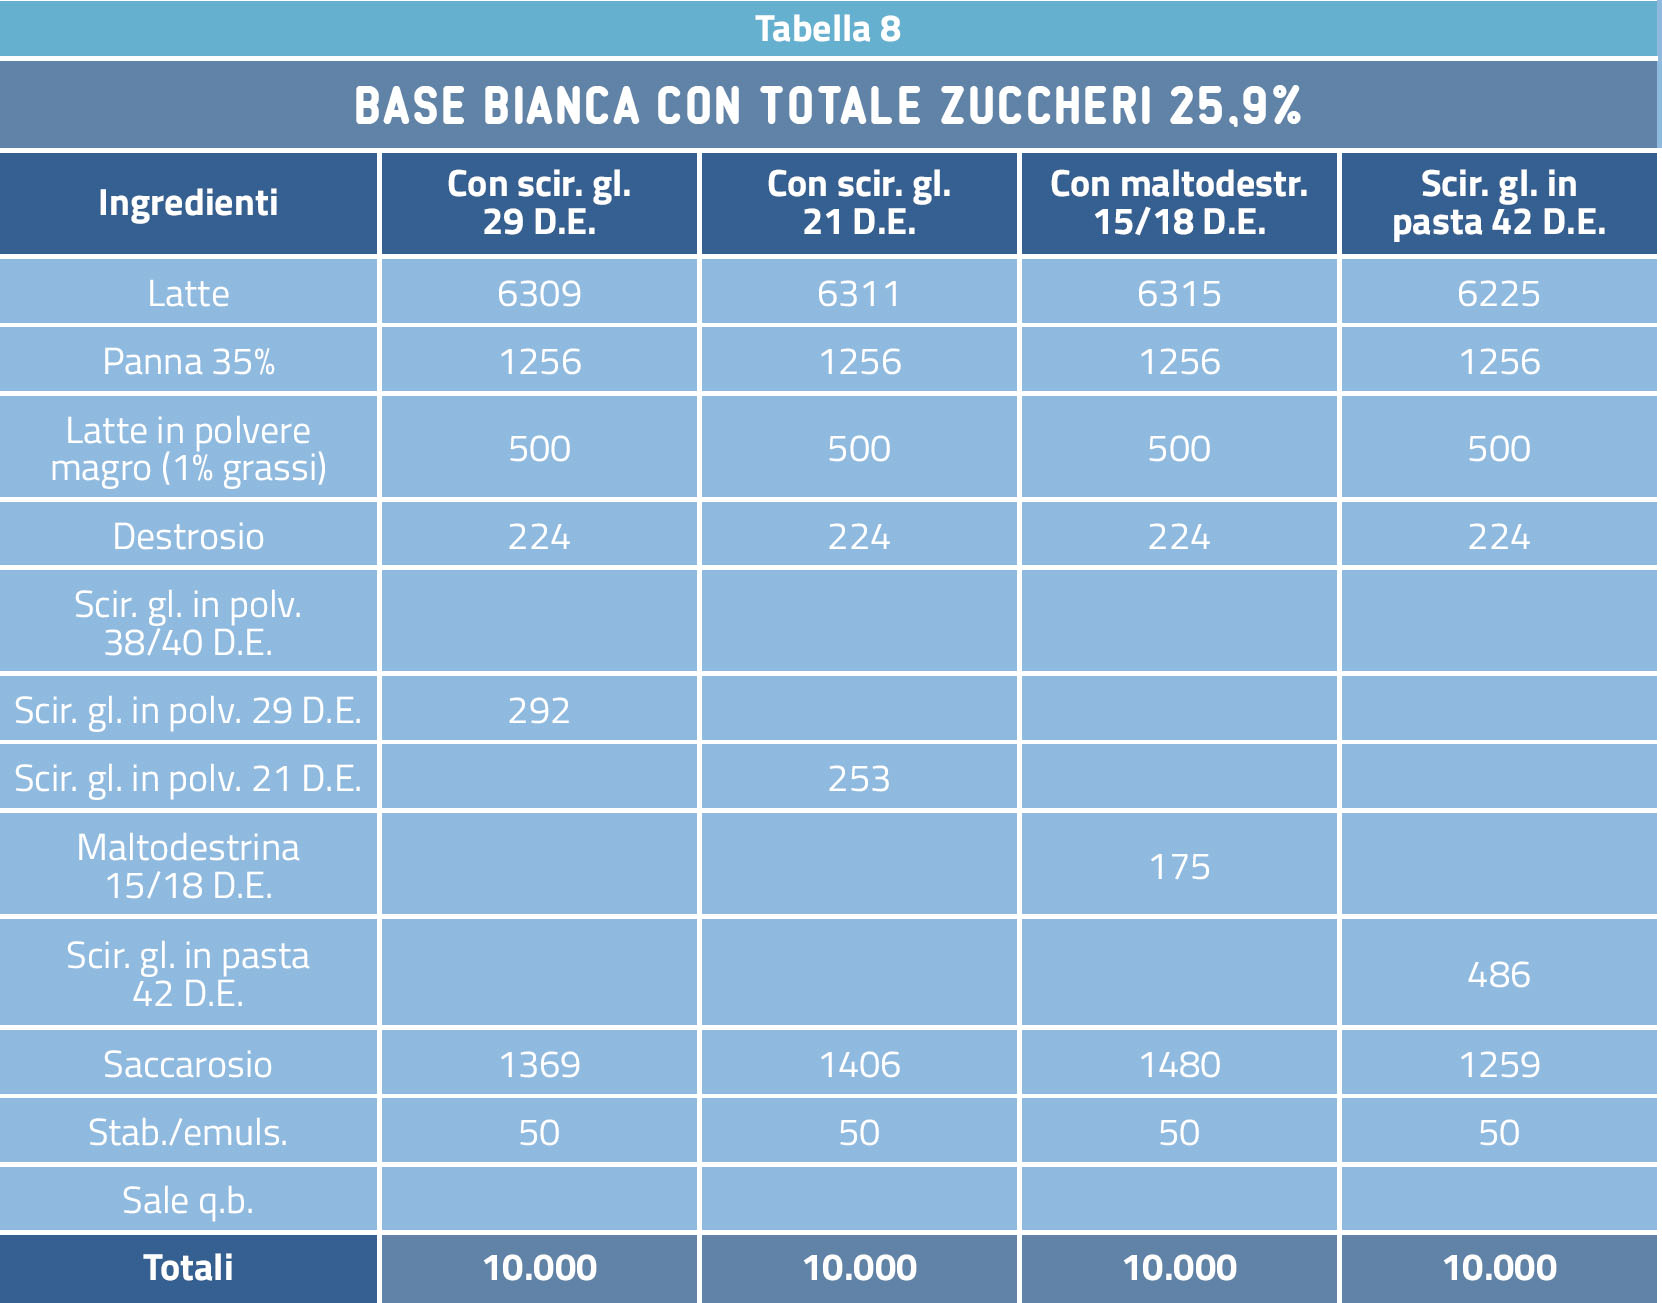 Tabella 8
BASE BIANCA CON TOTALE ZUCCHERI 25,9%
Ingredienti
Con scir. gl.
29 D.E.
Con scir. gl.
21 D.E.
Con maltodestr.
15/18 D.E.
Scir. gl. in
pasta 42 D.E.
Latte 6309 6311 6315 6225
Panna 35% 1256 1256 1256 1256
Latte in polvere
magro (1% grassi) 500 500 500 500
Destrosio 224 224 224 224
Scir. gl. in polv.
38/40 D.E.
Scir. gl. in polv. 29 D.E. 292
Scir. gl. in polv. 21 D.E. 253
Maltodestrina
15/18 D.E. 175
Scir. gl. in pasta
42 D.E. 486
Saccarosio 1369 1406 1480 1259
Stab./emuls. 50 50 50 50
Sale q.b.
Totali 10.000 10.000 10.000 10.000